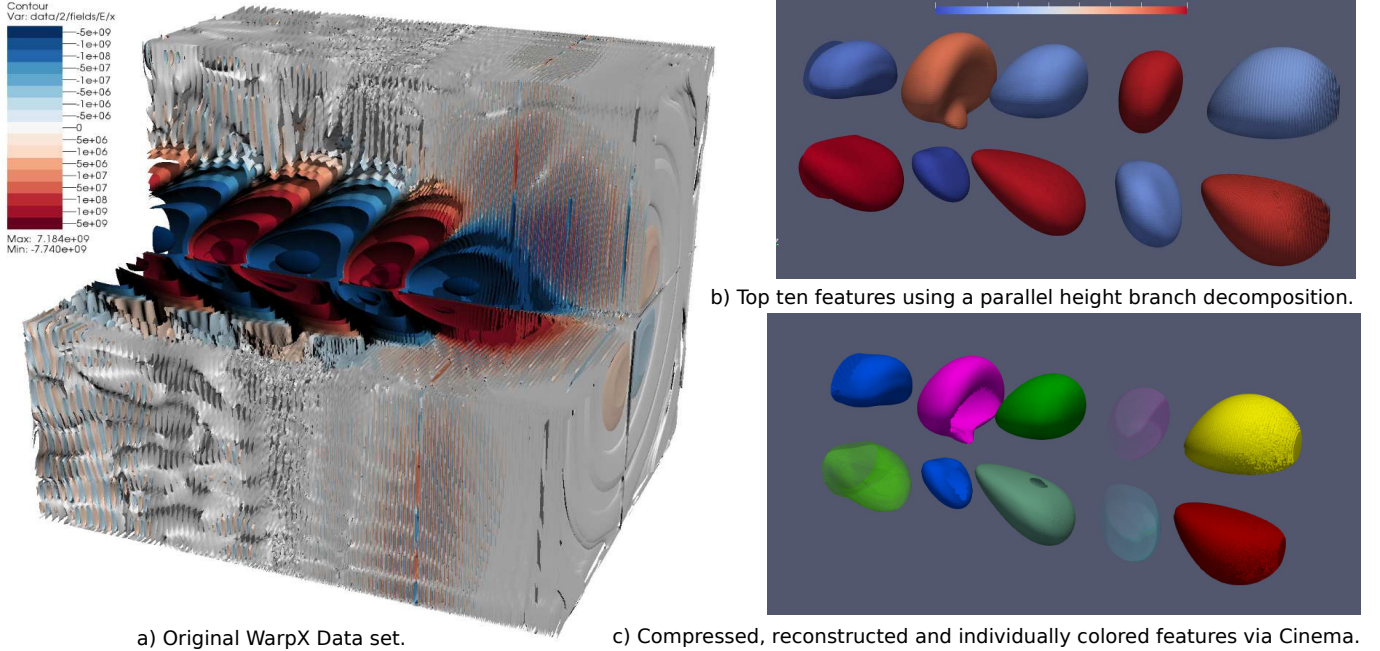 Contour
Var: data/2/fields/E/x
-5e+09
-1e+09
-1e+08
-5e+07
-1e+07
-5e+06
-1e+06
-5e+06
0
5e+06
1e+06
5e+06
1e+07
5e+07
1e+08
1e+09
5e+09
Max: 7.184e+09
Min: -7.740e+09
z
b) Top ten features using a parallel height branch decomposition.
a) Original WarpX Data set.
c) Compressed, reconstructed and individually colored features via Cinema.